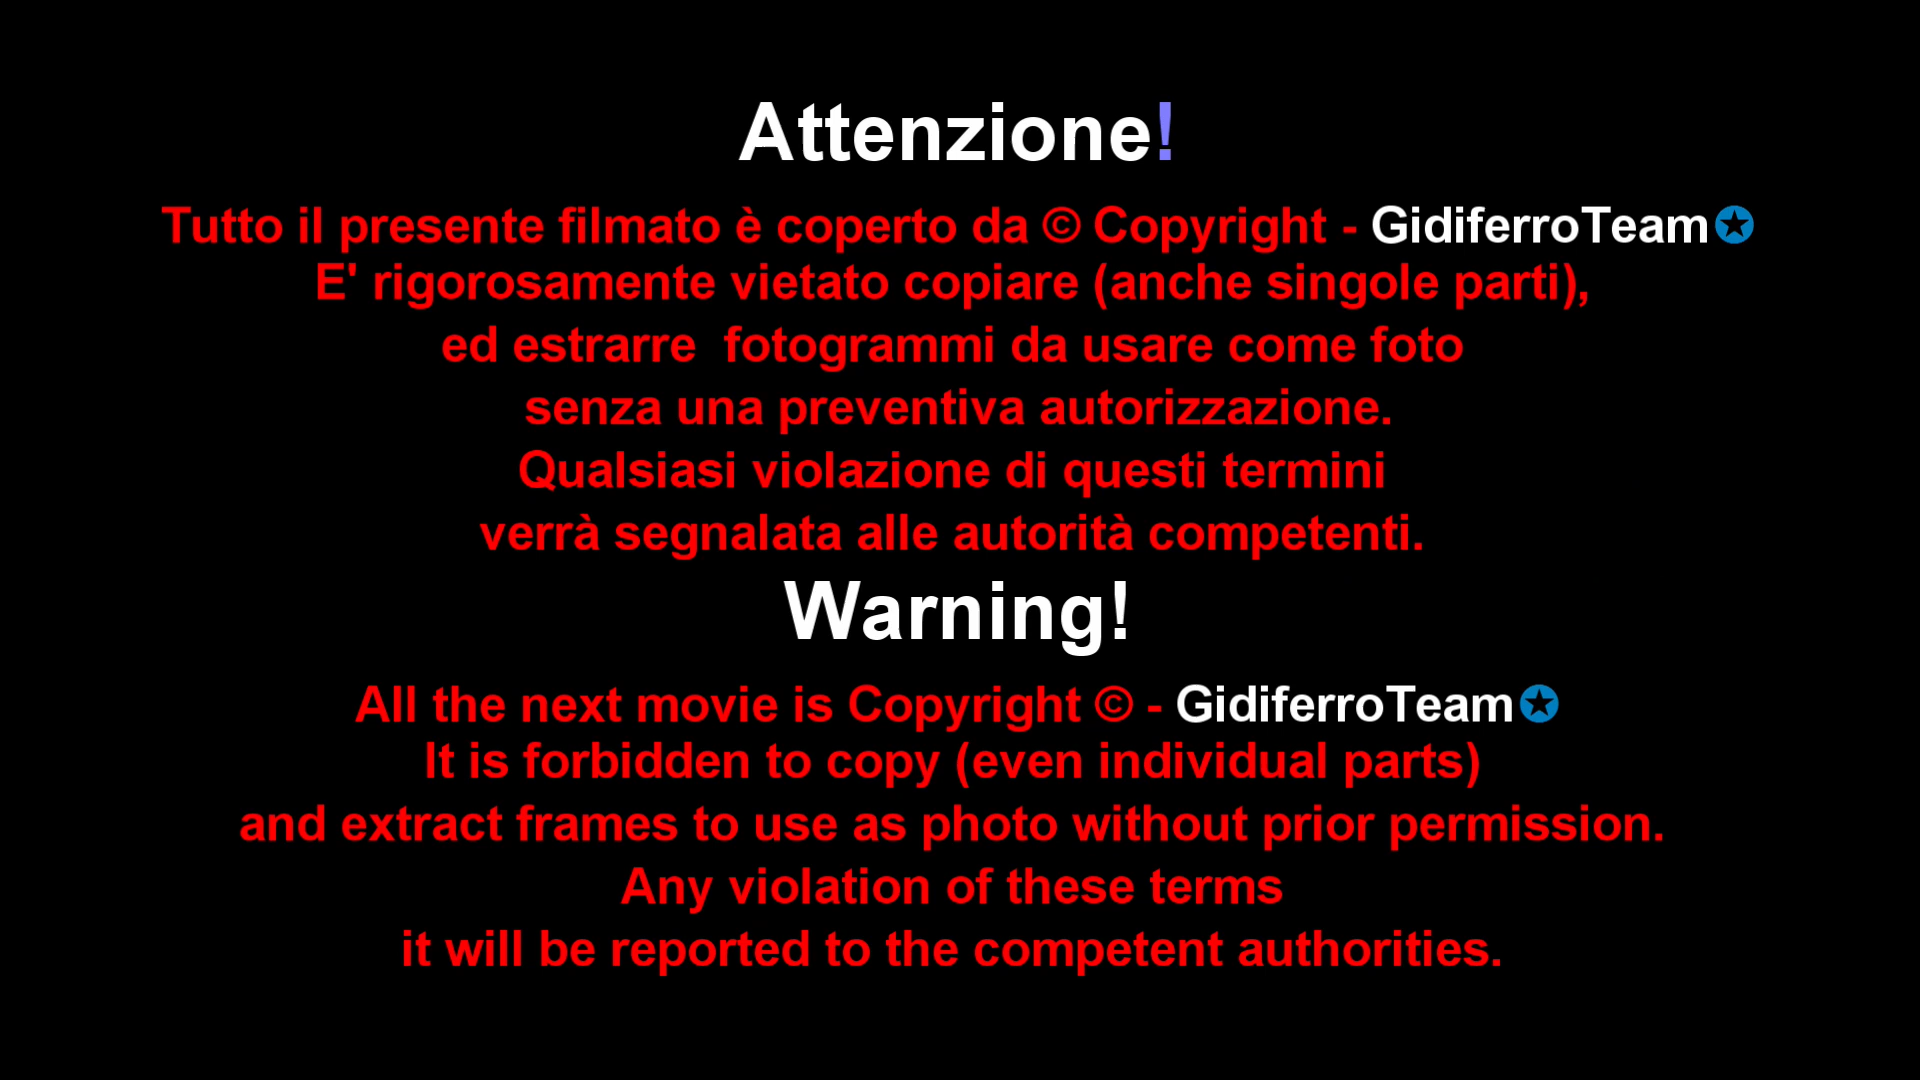 Attenzione!
Tutto il presente filmato è coperto da © Copyright - GidiferroTeam✪
E' rigorosamente vietato copiare (anche singole parti),
ed estrarre  fotogrammi da usare come foto
senza una preventiva autorizzazione.
Qualsiasi violazione di questi termini
verrà segnalata alle autorità competenti.
Warning!
All the next movie is Copyright © - GidiferroTeam✪
It is forbidden to copy (even individual parts)
and extract frames to use as photo without prior permission.
Any violation of these terms
it will be reported to the competent authorities.